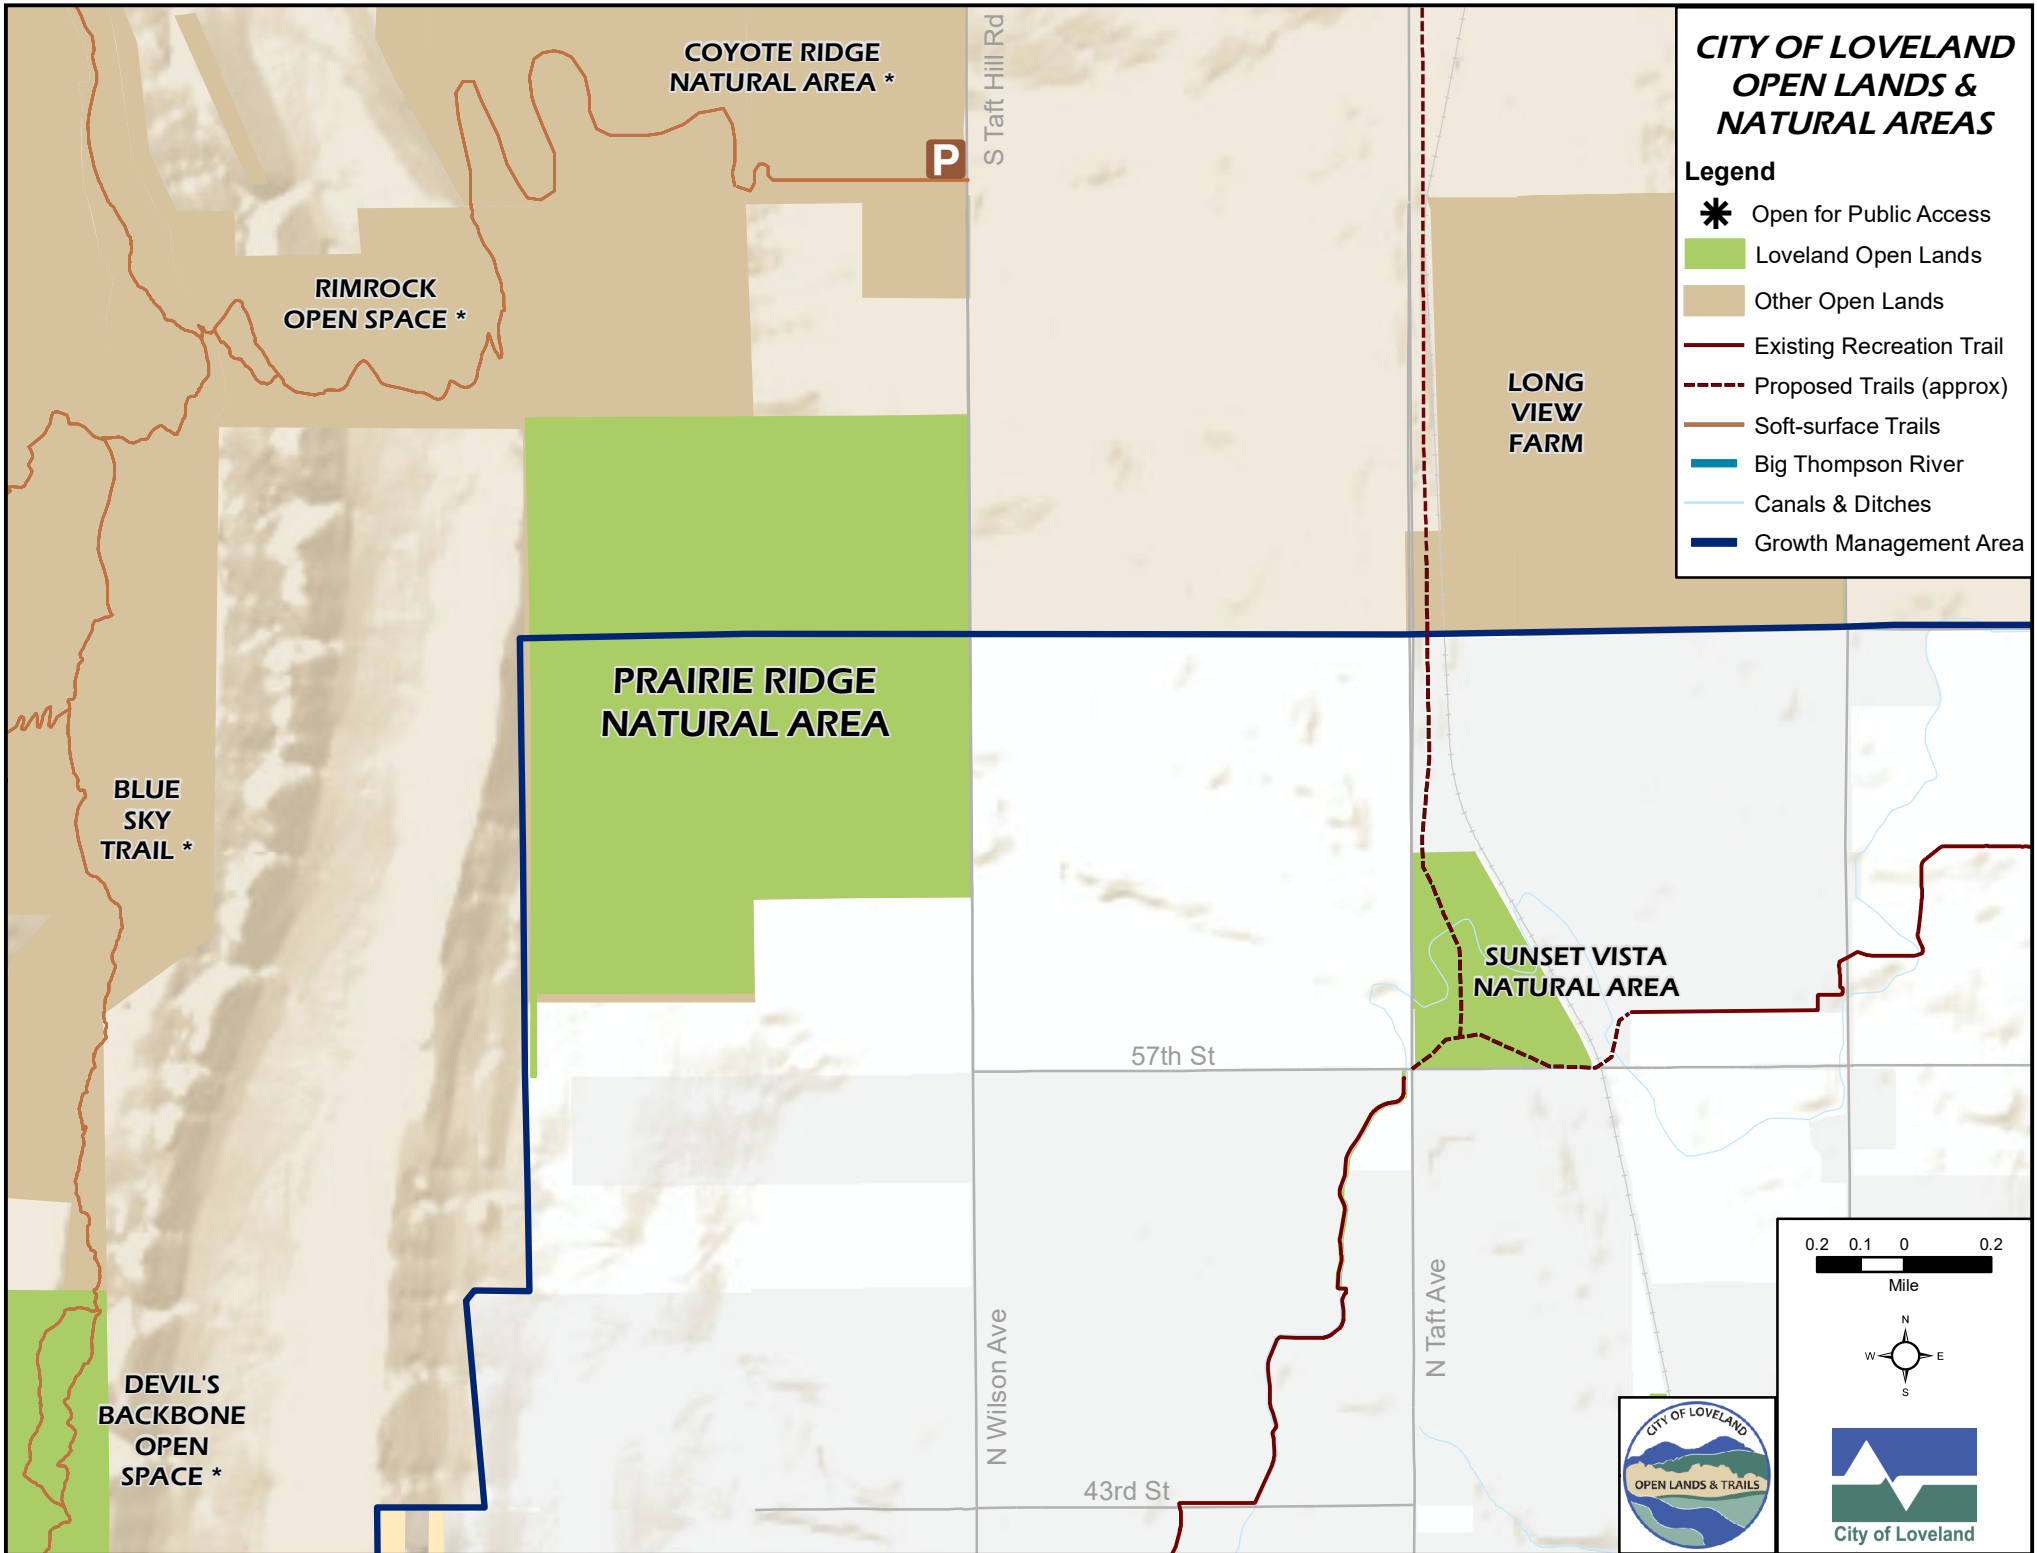 COYOTE RIDGE
NATURAL AREA *
S Taft Hill Rd
P
CITY OF LOVELAND
OPEN LANDS &
NATURAL AREAS
Legend
Open for Public Access
Loveland Open Lands
Other Open Lands
Existing Recreation Trail
Proposed Trails (approx)
Soft-surface Trails
Big Thompson River
Canals & Ditches
Growth Management Area
RIMROCK
OPEN SPACE *
LONG
VIEW
FARM
PRAIRIE RIDGE
NATURAL AREA
BLUE
SKY
TRAIL *
SUNSET VISTA
NATURAL AREA
57th St
N Wilson Ave
N Taft Ave
43rd St
DEVIL'S
BACKBONE
OPEN
SPACE *
0.2 0.1 0 0.2
Mile
N
W E
S
CITY OF LOVELAND
OPEN LANDS & TRAILS
City of Loveland